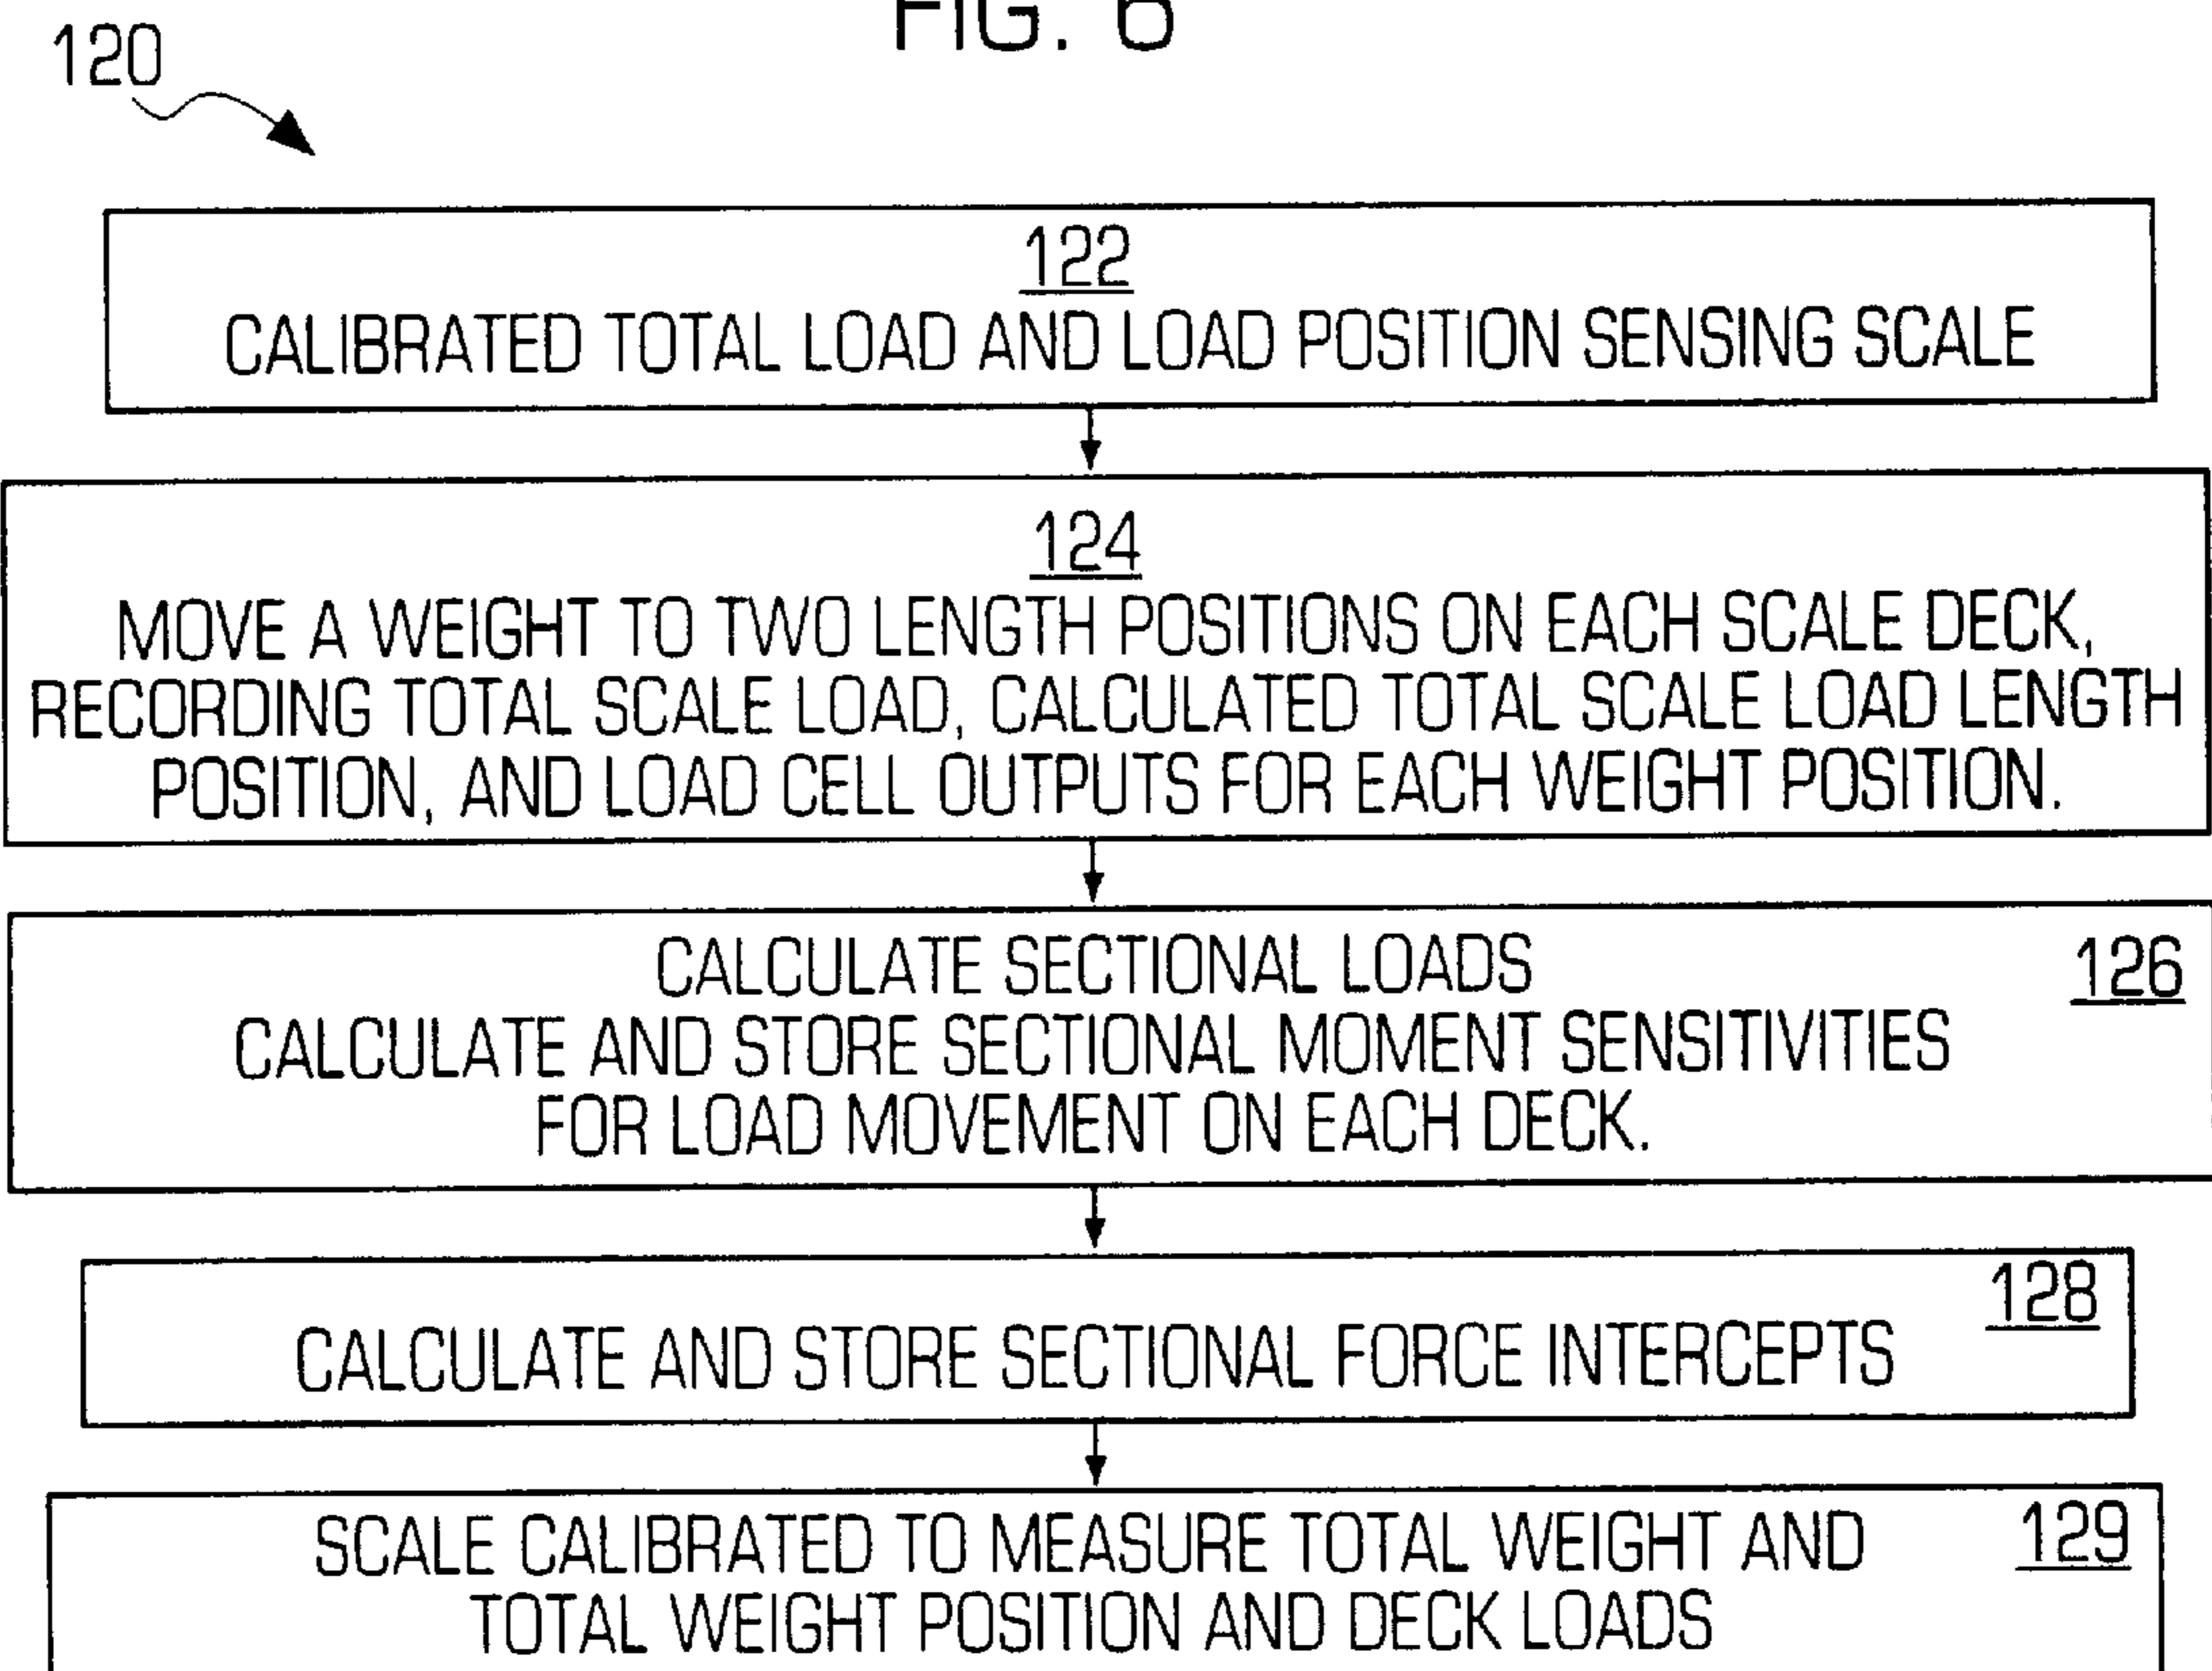 FIG. 6
120
122
CALIBRATED TOTAL LOAD AND LOAD POSITION SENSING SCALE
124
MOVE A WEIGHT TO TWO LENGTH POSITIONS ON EACH SCALE DECK,
RECORDING TOTAL SCALE LOAD, CALCULATED TOTAL SCALE LOAD LENGTH
POSITION, AND LOAD CELL OUTPUTS FOR EACH WEIGHT POSITION.
CALCULATE SECTIONAL LOADS 126
CALCULATE AND STORE SECTIONAL MOMENT SENSITIVITIES
FOR LOAD MOVEMENT ON EACH DECK.
128
CALCULATE AND STORE SECTIONAL FORCE INTERCEPTS
SCALE CALIBRATED TO MEASURE TOTAL WEIGHT AND 129
TOTAL WEIGHT POSITION AND DECK LOADS